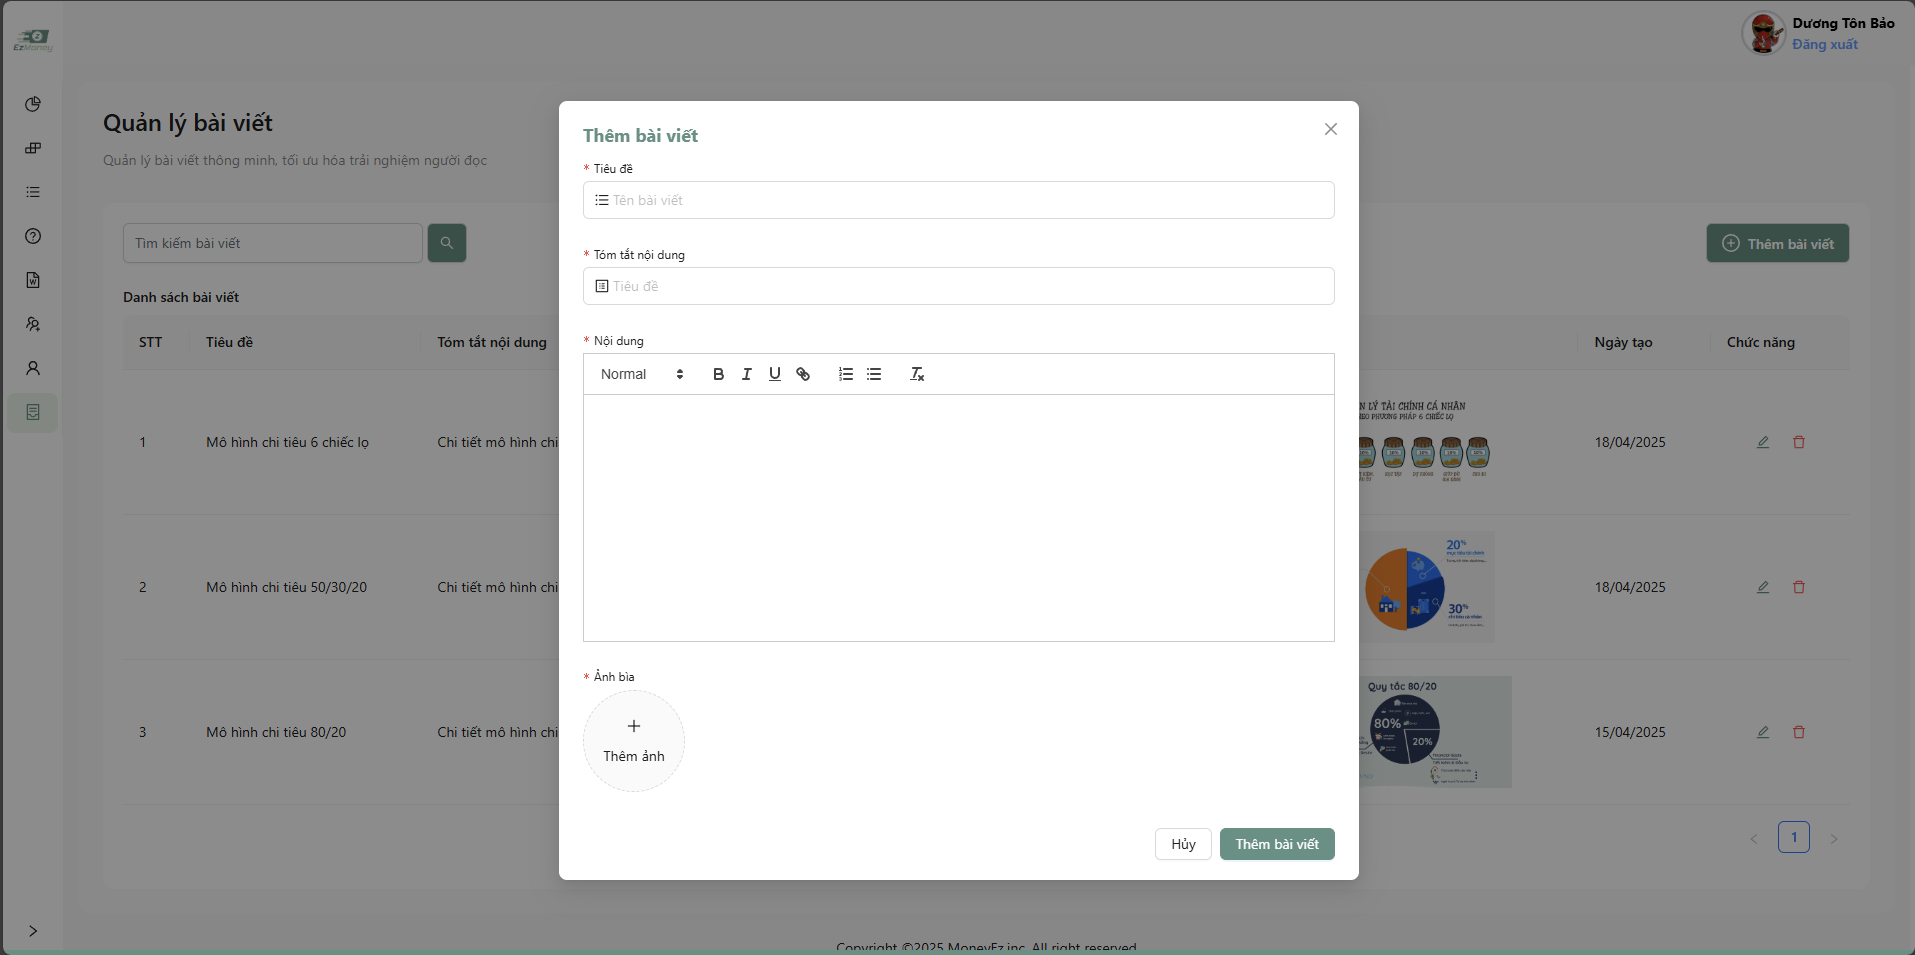 EzMoney
Dương Tôn Bảo
Đăng xuất
Quản lý bài viết
Quản lý bài viết thông minh, tối ưu hóa trải nghiệm người đọc
Tìm kiếm bài viết
Thêm bài viết
Danh sách bài viết
STT Tiêu đề Tóm tắt nội dung Ngày tạo Chức năng
1 Mô hình chi tiêu 6 chiếc lọ Chi tiết mô hình chi 18/04/2025
N LÝ TÀI CHÍNH CÁ NHÂN
HEO PHƯƠNG PHÁP 6 CHIẾC LỌ
2 Mô hình chi tiêu 50/30/20 Chi tiết mô hình chi 18/04/2025
20%
30%
3 Mô hình chi tiêu 80/20 Chi tiết mô hình chi 15/04/2025
Quy tắc 80/20
80%
20%
1
Thêm bài viết
* Tiêu đề
Tên bài viết
* Tóm tắt nội dung
Tiêu đề
* Nội dung
Normal
* Ảnh bìa
Thêm ảnh
Hủy
Thêm bài viết
Copyright ©2025 MoneyEz.inc. All right reserved